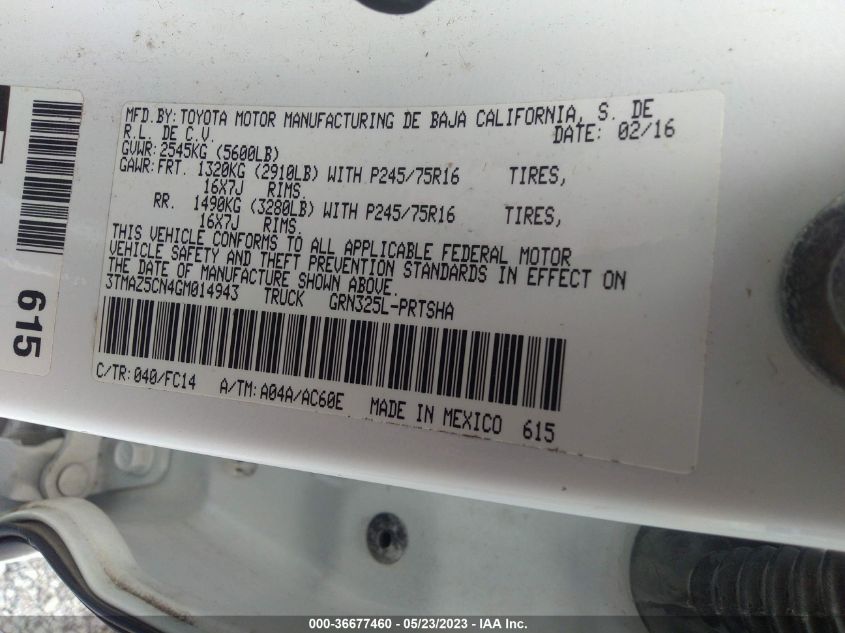 MFD.BY:TOYOTA MOTOR MANUFACTURING DE BAJA CALIFORNIA, S. DE
R.L. DE C.V. DATE: 02/16
GVWR:2545KG (5600LB)
GAWR:FRT. 1320KG (2910LB) WITH P245/75R16 TIRES,
16X7J RIMS.
RR. 1490KG (3280LB) WITH P245/75R16 TIRES,
16X7J RIMS.
THIS VEHICLE CONFORMS TO ALL APPLICABLE FEDERAL MOTOR
VEHICLE SAFETY AND THEFT PREVENTION STANDARDS IN EFFECT ON
THE DATE OF MANUFACTURE SHOWN ABOVE.
3TMAZ5CN4GM014943 TRUCK GRN325L-PRTSHA
C/TR:040/FC14 A/TM:A04A/AC60E MADE IN MEXICO 615
615
000-36677460 - 05/23/2023 - IAA Inc.